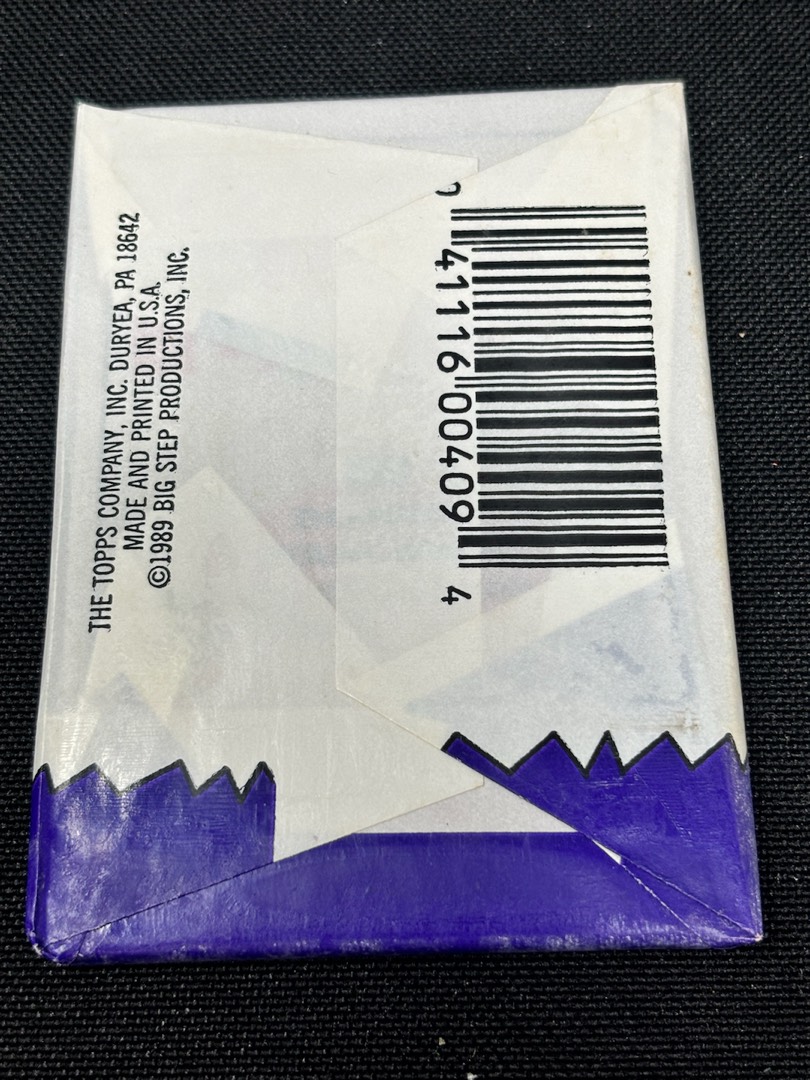 THE TOPPS COMPANY, INC. DURYEA, PA 18642
MADE AND PRINTED IN U.S.A.
©1989 BIG STEP PRODUCTIONS, INC.
41116 00409
4